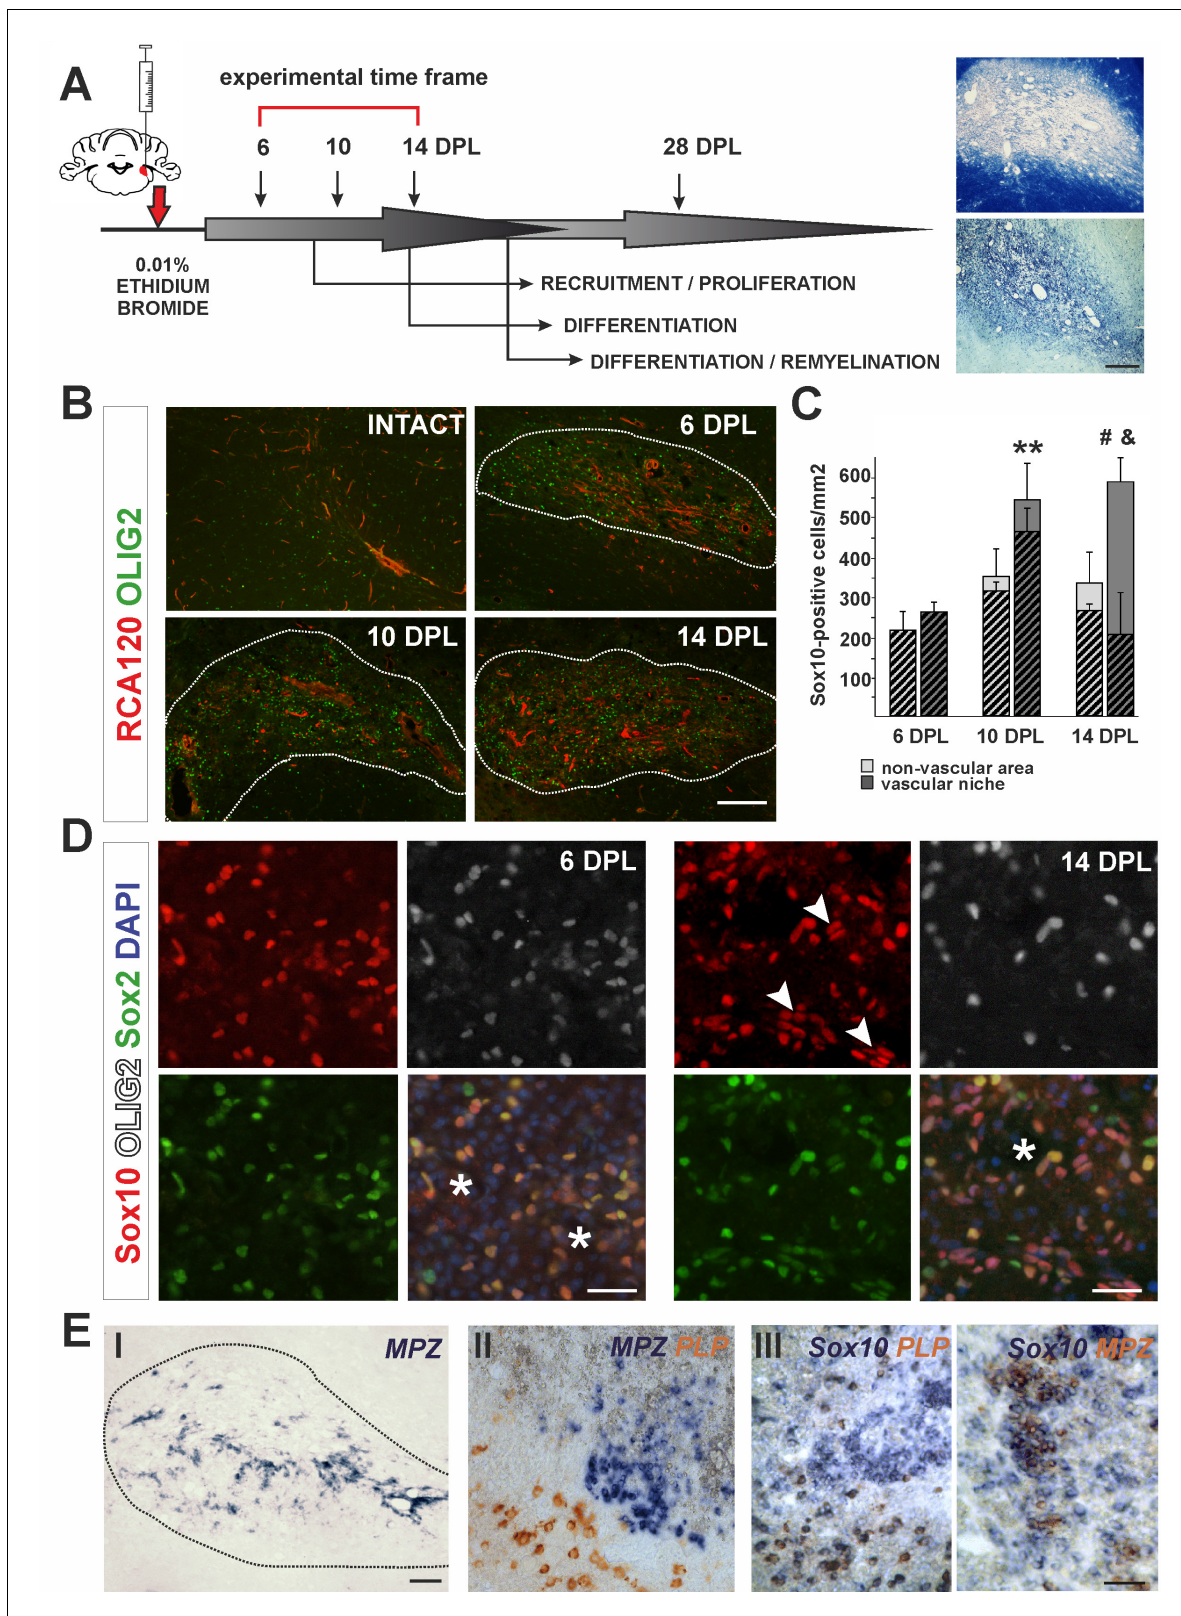 A
experimental time frame
6 10 14 DPL 28 DPL
0.01%
ETHIDIUM
BROMIDE
RECRUITMENT / PROLIFERATION
DIFFERENTIATION
DIFFERENTIATION / REMYELINATION
B
RCA120 OLIG2
INTACT
6 DPL
10 DPL
14 DPL
C
Sox10-positive cells/mm2
600
500
400
300
200
100
**
# &
6 DPL 10 DPL 14 DPL
non-vascular area
vascular niche
D
Sox10 OLIG2 Sox2 DAPI
6 DPL
14 DPL
*
*
*
E
I
MPZ
II
MPZ PLP
III
Sox10 PLP
Sox10 MPZ